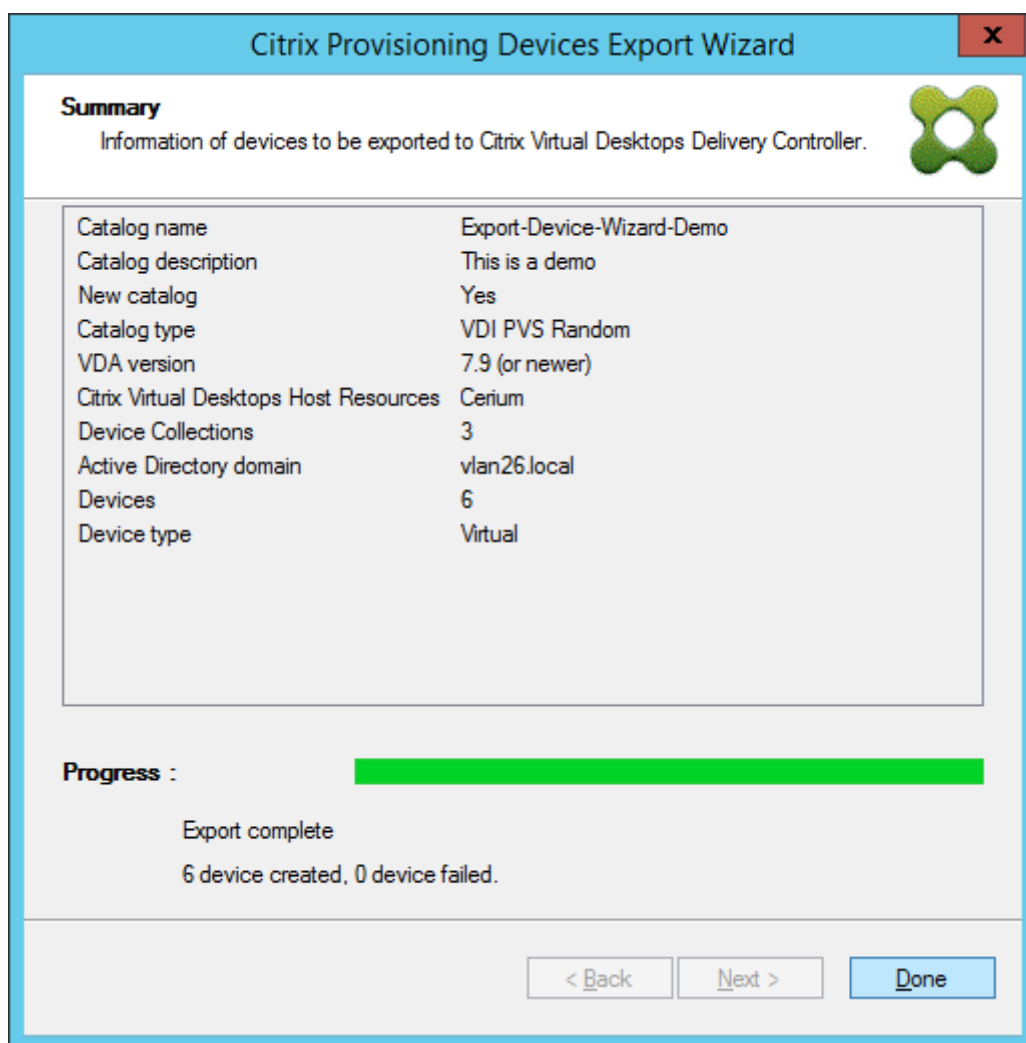 Citrix Provisioning Devices Export Wizard
x
Summary
Information of devices to be exported to Citrix Virtual Desktops Delivery Controller.
Catalog name Export-Device-Wizard-Demo
Catalog description This is a demo
New catalog Yes
Catalog type VDI PVS Random
VDA version 7.9 (or newer)
Citrix Virtual Desktops Host Resources Cerium
Device Collections 3
Active Directory domain vlan26.local
Devices 6
Device type Virtual
Progress :
Export complete
6 device created, 0 device failed.
< Back Next > Done